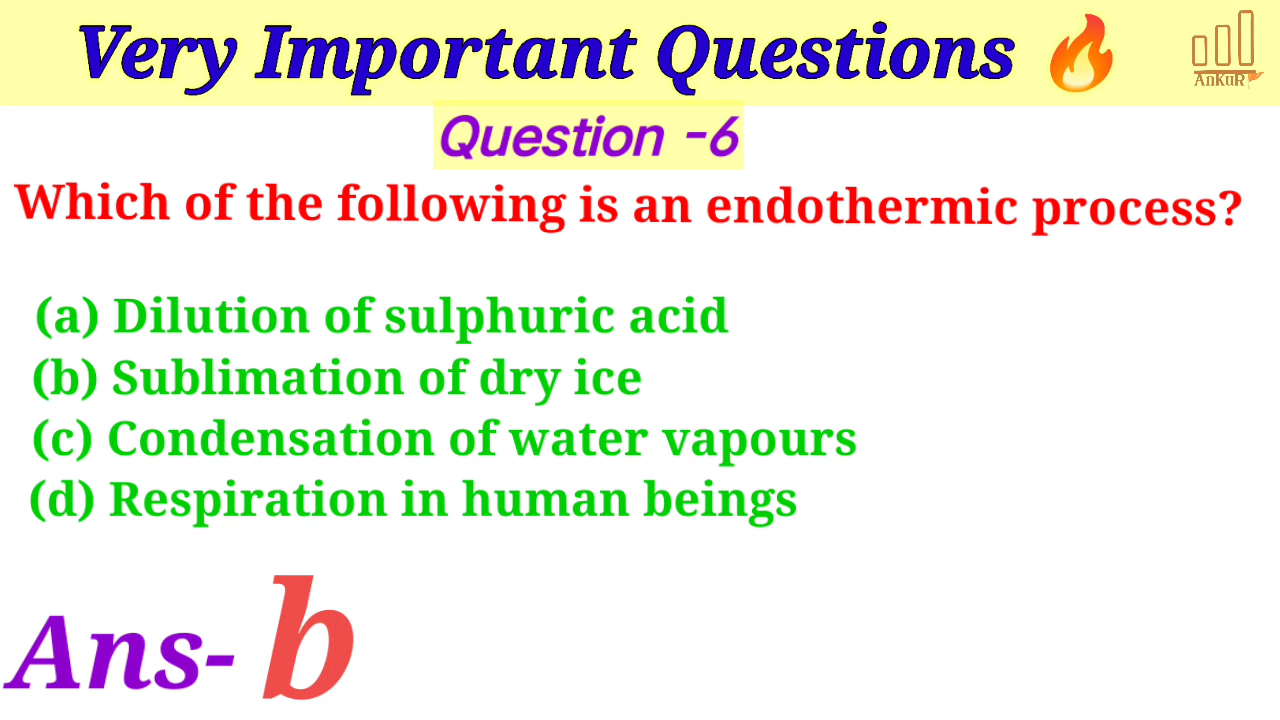 Very Important Questions 🔥
AnKuR
Question -6
Which of the following is an endothermic process?
(a) Dilution of sulphuric acid
(b) Sublimation of dry ice
(c) Condensation of water vapours
(d) Respiration in human beings
Ans- b